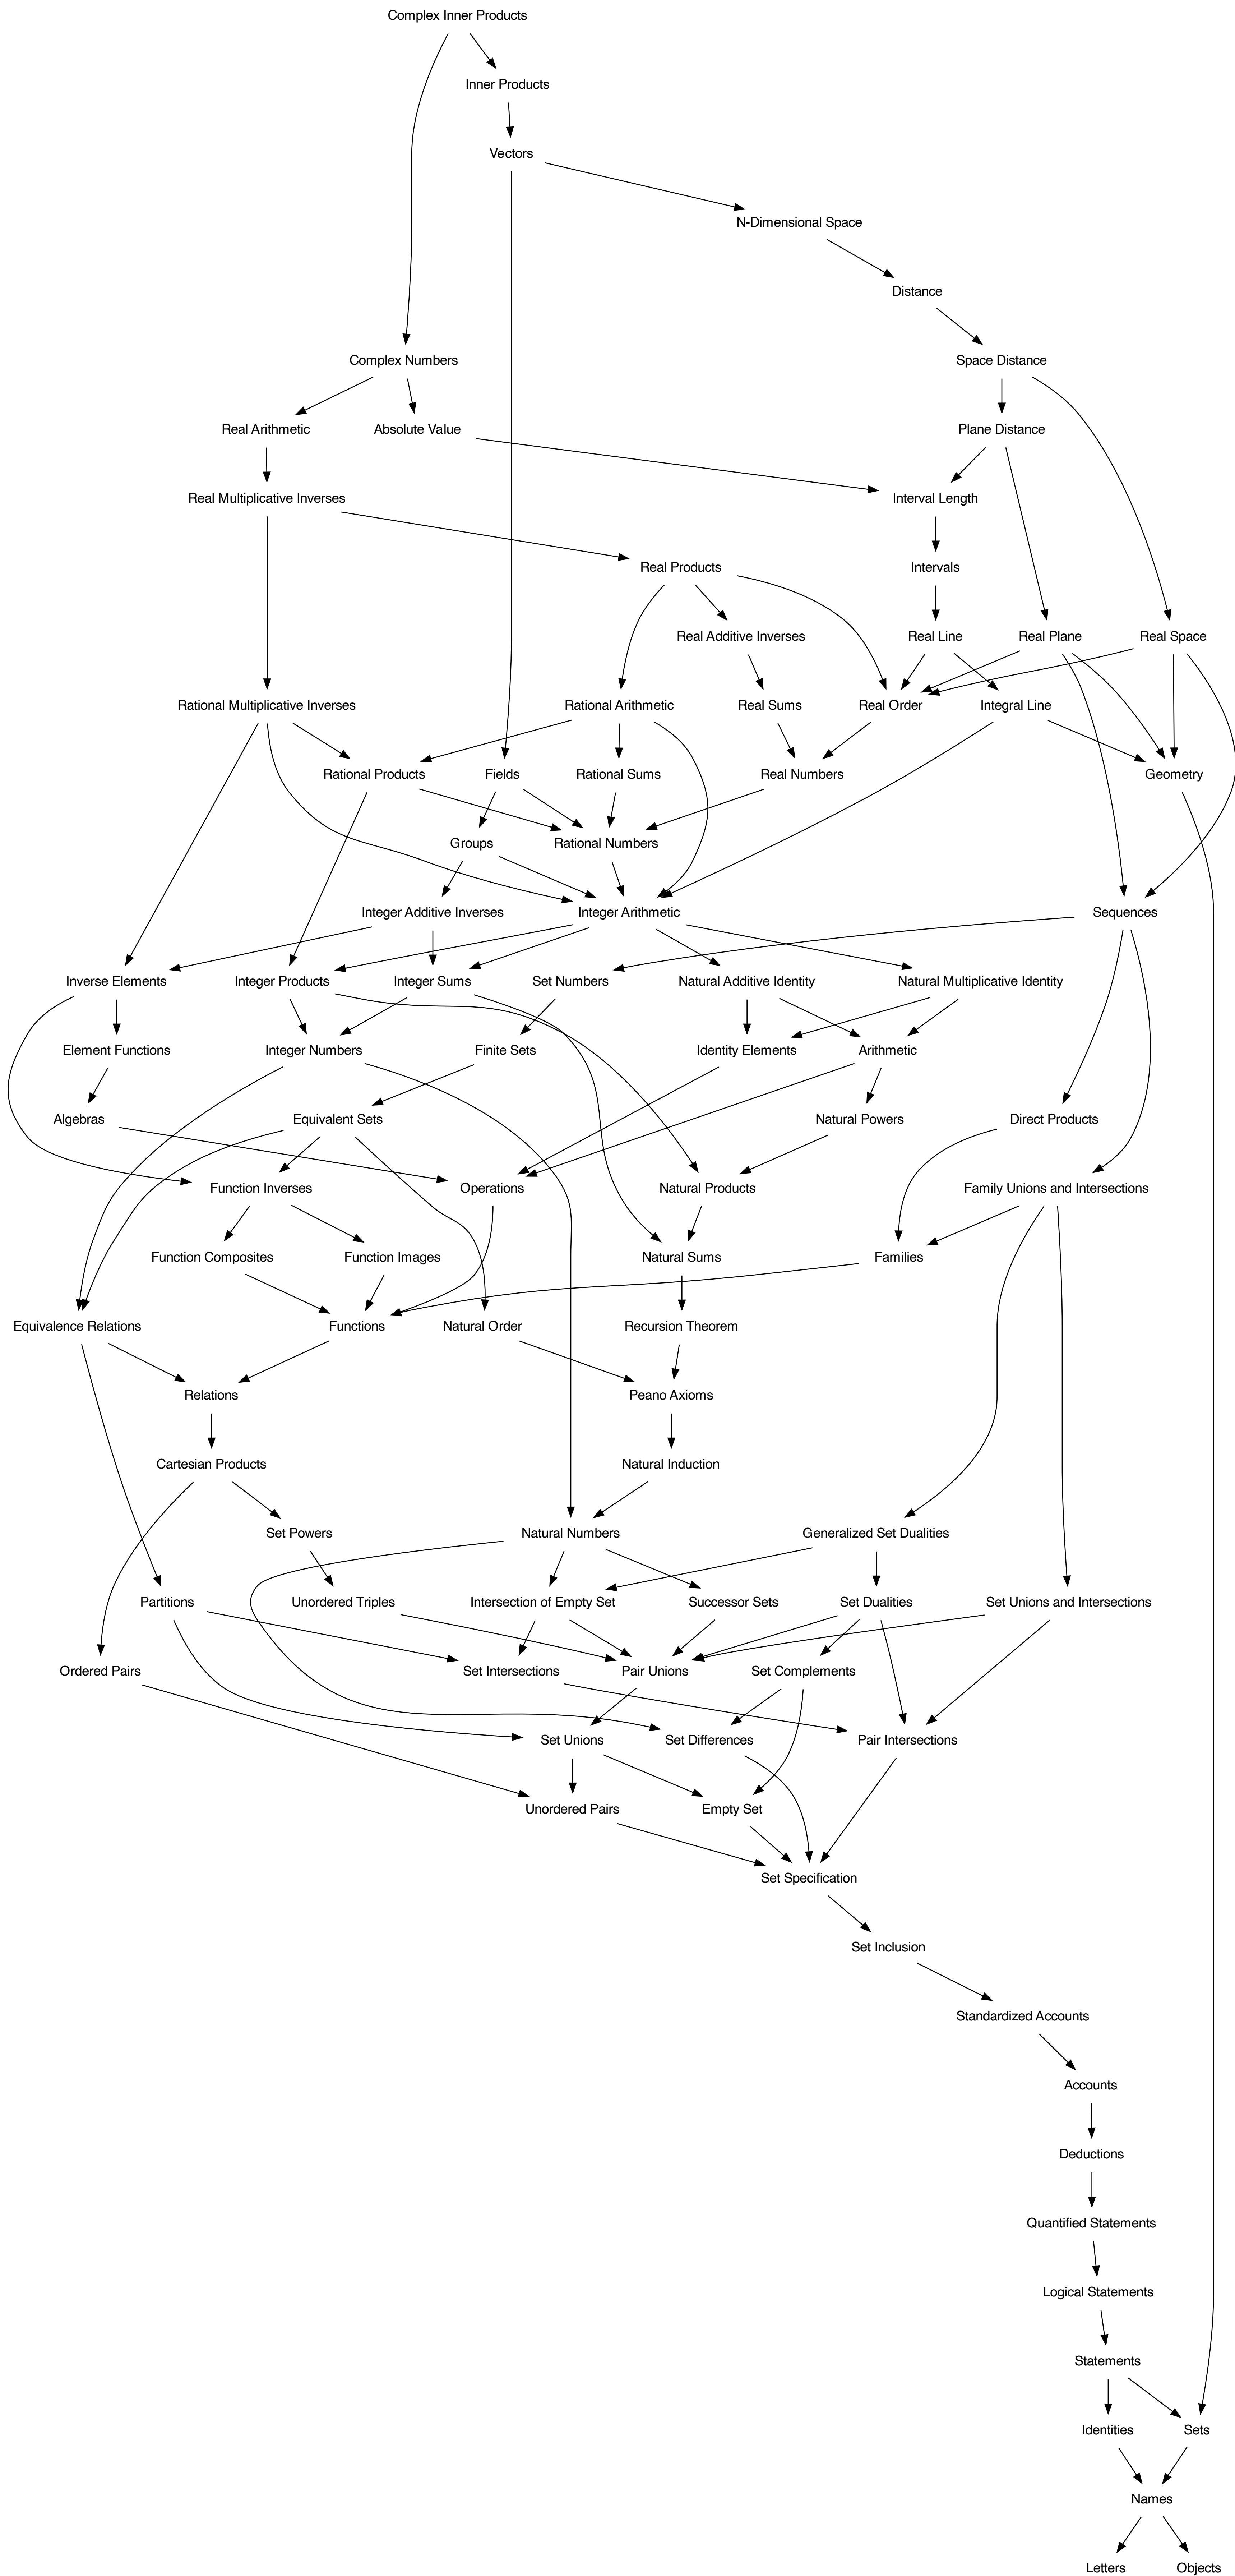 Complex Inner Products
Inner Products
Vectors
N-Dimensional Space
Distance
Complex Numbers
Space Distance
Real Arithmetic
Absolute Value
Plane Distance
Real Multiplicative Inverses
Interval Length
Real Products
Intervals
Real Additive Inverses
Real Line
Real Plane
Real Space
Rational Multiplicative Inverses
Rational Arithmetic
Real Sums
Real Order
Integral Line
Rational Products
Fields
Rational Sums
Real Numbers
Geometry
Groups
Rational Numbers
Integer Additive Inverses
Integer Arithmetic
Sequences
Inverse Elements
Integer Products
Integer Sums
Set Numbers
Natural Additive Identity
Natural Multiplicative Identity
Element Functions
Integer Numbers
Finite Sets
Identity Elements
Arithmetic
Algebras
Equivalent Sets
Natural Powers
Direct Products
Function Inverses
Operations
Natural Products
Family Unions and Intersections
Function Composites
Function Images
Natural Sums
Families
Equivalence Relations
Functions
Natural Order
Recursion Theorem
Relations
Peano Axioms
Cartesian Products
Natural Induction
Set Powers
Natural Numbers
Generalized Set Dualities
Partitions
Unordered Triples
Intersection of Empty Set
Successor Sets
Set Dualities
Set Unions and Intersections
Ordered Pairs
Set Intersections
Pair Unions
Set Complements
Set Unions
Set Differences
Pair Intersections
Unordered Pairs
Empty Set
Set Specification
Set Inclusion
Standardized Accounts
Accounts
Deductions
Quantified Statements
Logical Statements
Statements
Identities
Sets
Names
Letters
Objects